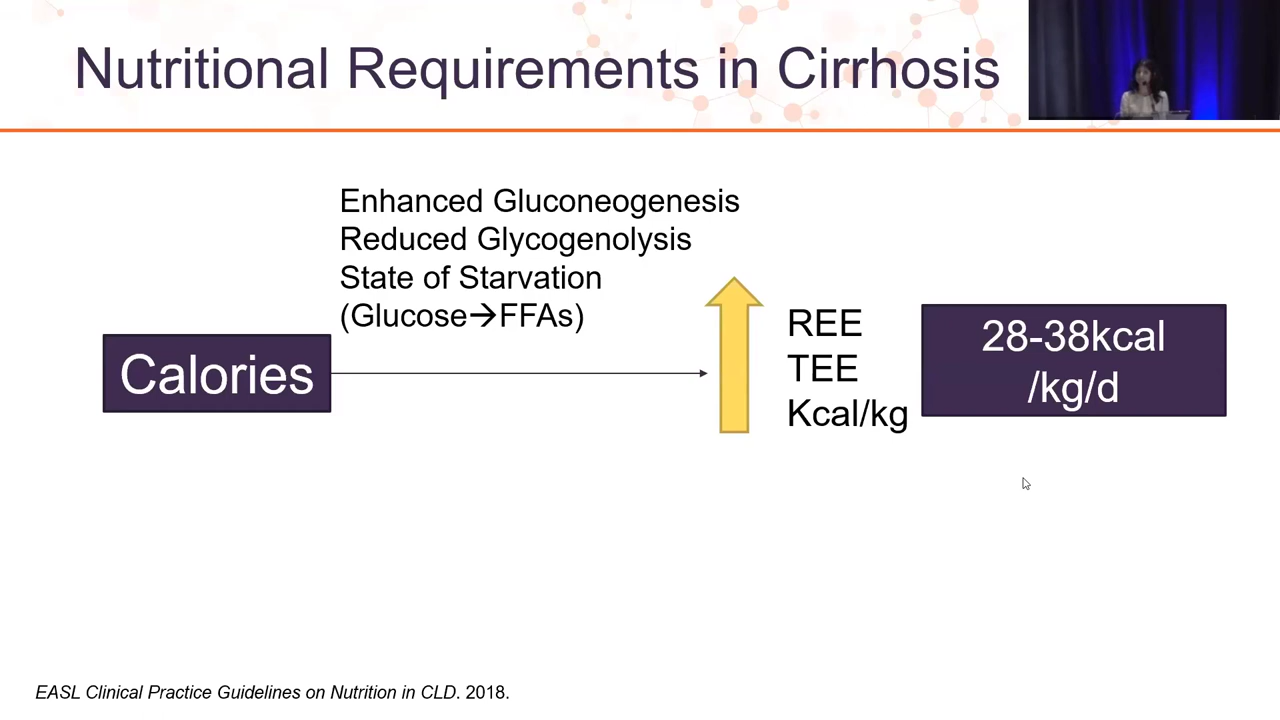 Nutritional Requirements in Cirrhosis
Enhanced Gluconeogenesis
Reduced Glycogenolysis
State of Starvation
(Glucose→FFAs)
Calories
REE
TEE
Kcal/kg
28-38kcal
/kg/d
EASL Clinical Practice Guidelines on Nutrition in CLD. 2018.